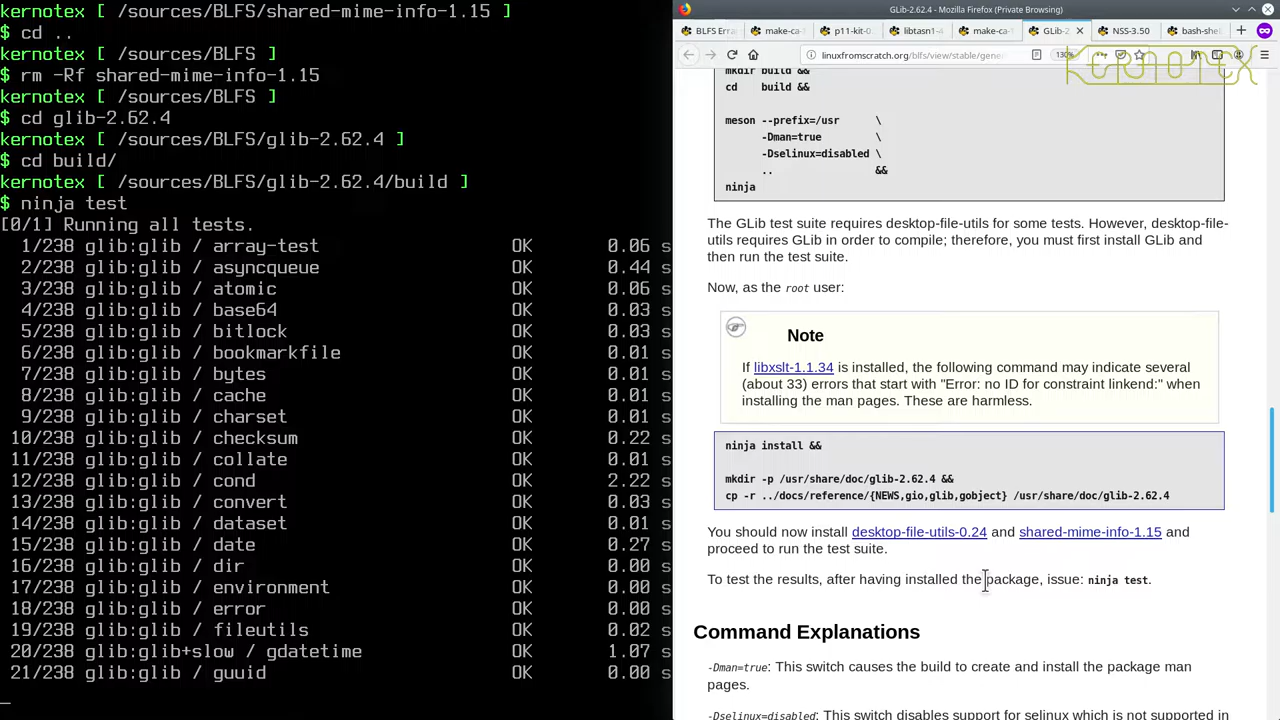 kernotex [ /sources/BLFS/shared-mime-info-1.15 ]
$ cd ..
kernotex [ /sources/BLFS ]
$ rm -Rf shared-mime-info-1.15
kernotex [ /sources/BLFS ]
$ cd glib-2.62.4
kernotex [ /sources/BLFS/glib-2.62.4 ]
$ cd build/
kernotex [ /sources/BLFS/glib-2.62.4/build ]
$ ninja test
[0/1] Running all tests.
1/238 glib:glib / array-test OK 0.06 s
2/238 glib:glib / asyncqueue OK 0.44 s
3/238 glib:glib / atomic OK 0.06 s
4/238 glib:glib / base64 OK 0.03 s
5/238 glib:glib / bitlock OK 0.03 s
6/238 glib:glib / bookmarkfile OK 0.01 s
7/238 glib:glib / bytes OK 0.01 s
8/238 glib:glib / cache OK 0.01 s
9/238 glib:glib / charset OK 0.01 s
10/238 glib:glib / checksum OK 0.22 s
11/238 glib:glib / collate OK 0.01 s
12/238 glib:glib / cond OK 2.22 s
13/238 glib:glib / convert OK 0.03 s
14/238 glib:glib / dataset OK 0.01 s
15/238 glib:glib / date OK 0.27 s
16/238 glib:glib / dir OK 0.00 s
17/238 glib:glib / environment OK 0.00 s
18/238 glib:glib / error OK 0.00 s
19/238 glib:glib / fileutils OK 0.02 s
20/238 glib:glib+slow / gdatetime OK 1.07 s
21/238 glib:glib / guuid OK 0.00 s
GLib-2.62.4 - Mozilla Firefox (Private Browsing)
BLFS Erra make-ca-1 p11-kit-0. libtasn1-4 make-ca-1 GLib-2 NSS-3.50 bash-shell
linuxfromscratch.org/blfs/view/stable/gene 130%
KERNOTEX
mkdir build &&
cd build &&
meson --prefix=/usr \
-Dman=true \
-Dselinux=disabled \
.. &&
ninja
The GLib test suite requires desktop-file-utils for some tests. However, desktop-file-
utils requires GLib in order to compile; therefore, you must first install GLib and
then run the test suite.
Now, as the root user:
Note
If libxslt-1.1.34 is installed, the following command may indicate several
(about 33) errors that start with "Error: no ID for constraint linkend:" when
installing the man pages. These are harmless.
ninja install &&
mkdir -p /usr/share/doc/glib-2.62.4 &&
cp -r ../docs/reference/{NEWS,gio,glib,gobject} /usr/share/doc/glib-2.62.4
You should now install desktop-file-utils-0.24 and shared-mime-info-1.15 and
proceed to run the test suite.
To test the results, after having installed the package, issue: ninja test.
Command Explanations
-Dman=true: This switch causes the build to create and install the package man
pages.
-Dselinux=disabled: This switch disables support for selinux which is not supported in